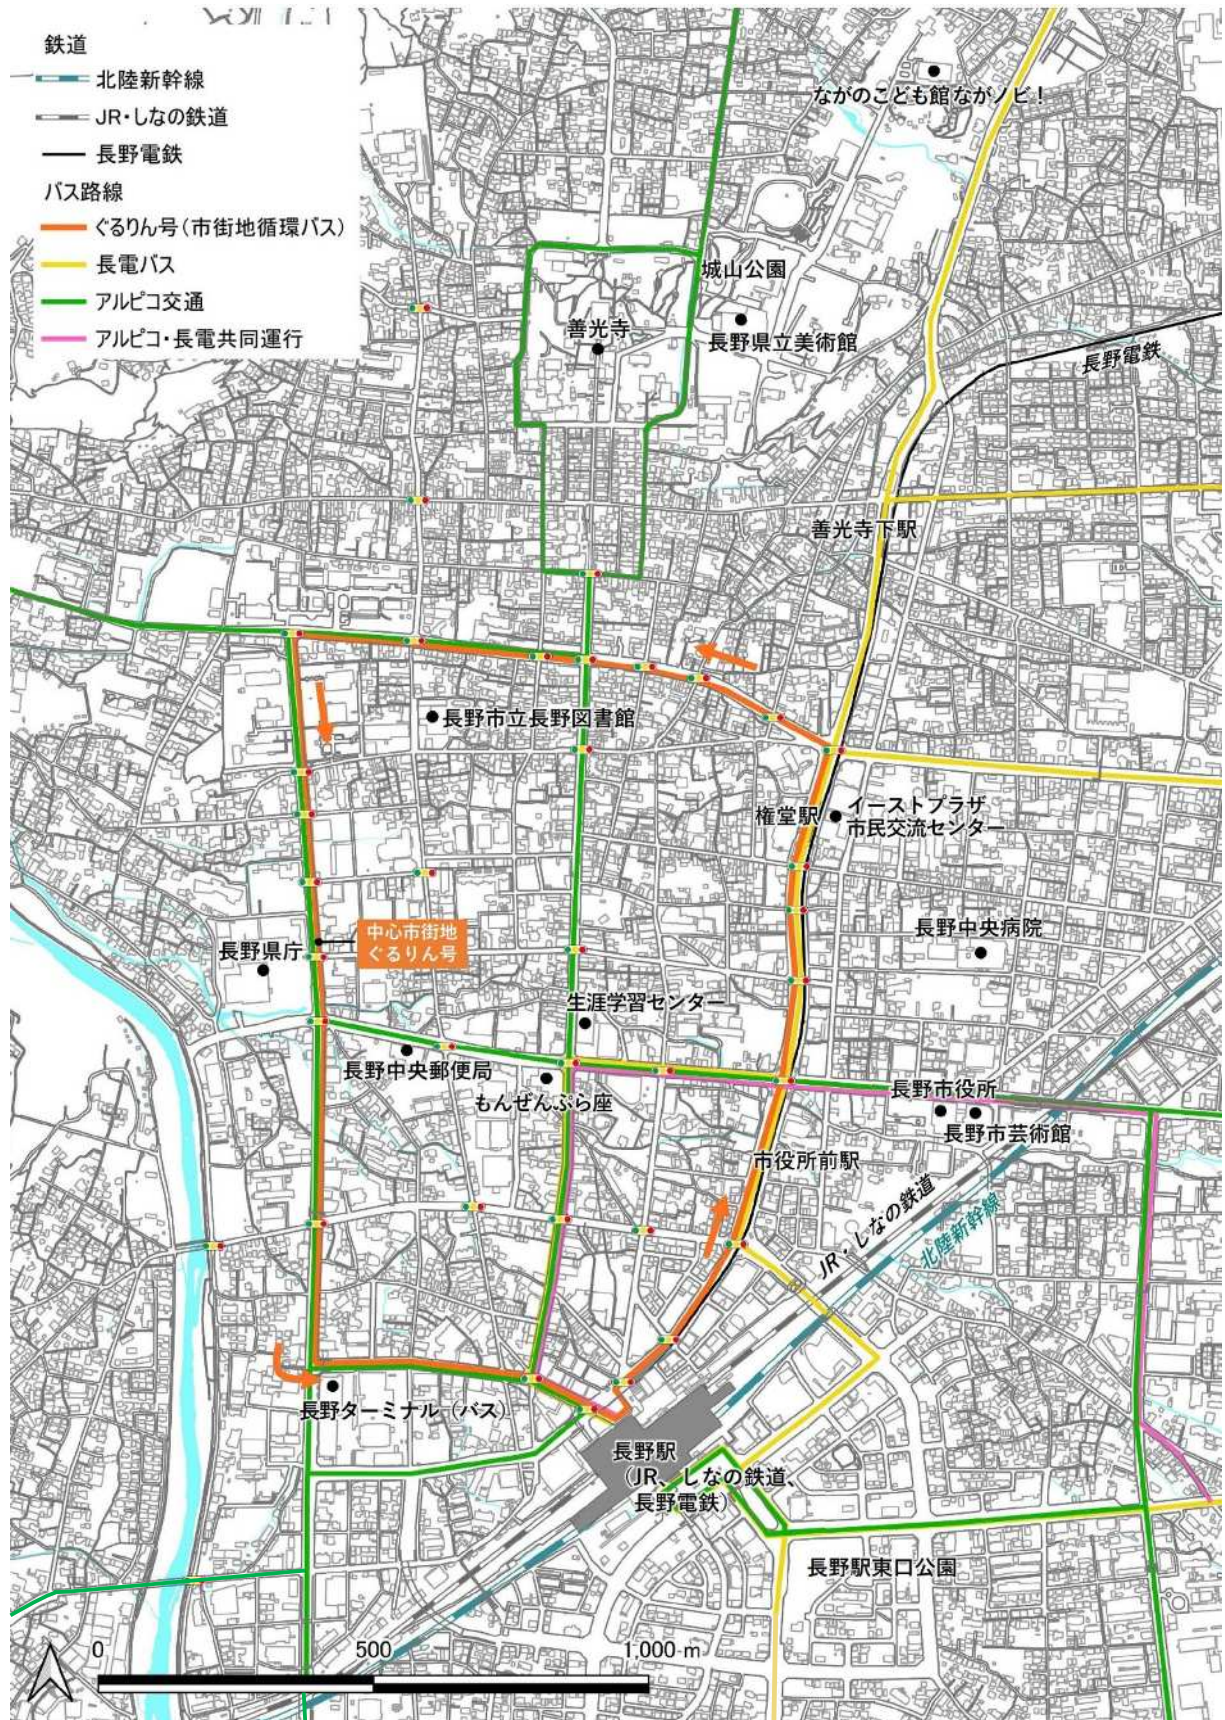 鉄道
北陸新幹線
JR・しなの鉄道
長野電鉄
バス路線
ぐるりん号(市街地循環バス)
長電バス
アルピコ交通
アルピコ・長電共同運行
ながのこども館ながノビ!
城山公園
善光寺
長野県立美術館
長野電鉄
善光寺下駅
長野市立長野図書館
権堂駅
イーストプラザ
市民交流センター
中心市街地
ぐるりん号
長野県庁
長野中央病院
生涯学習センター
長野中央郵便局
もんぜんぷら座
長野市役所
長野市芸術館
市役所前駅
JR・しなの鉄道
北陸新幹線
長野ターミナル(バス)
長野駅
(JR、しなの鉄道、
長野電鉄)
長野駅東口公園
0 500 1,000 m